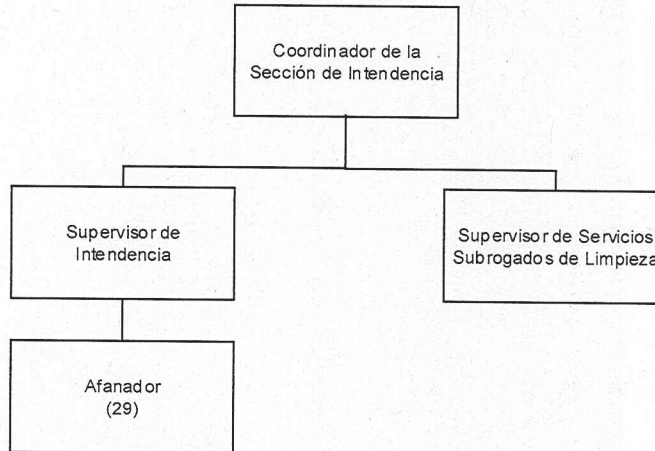 Coordinador de la
Sección de Intendencia
Supervisor de
Intendencia
Supervisor de Servicios
Subrogados de Limpieza
Afanador
(29)